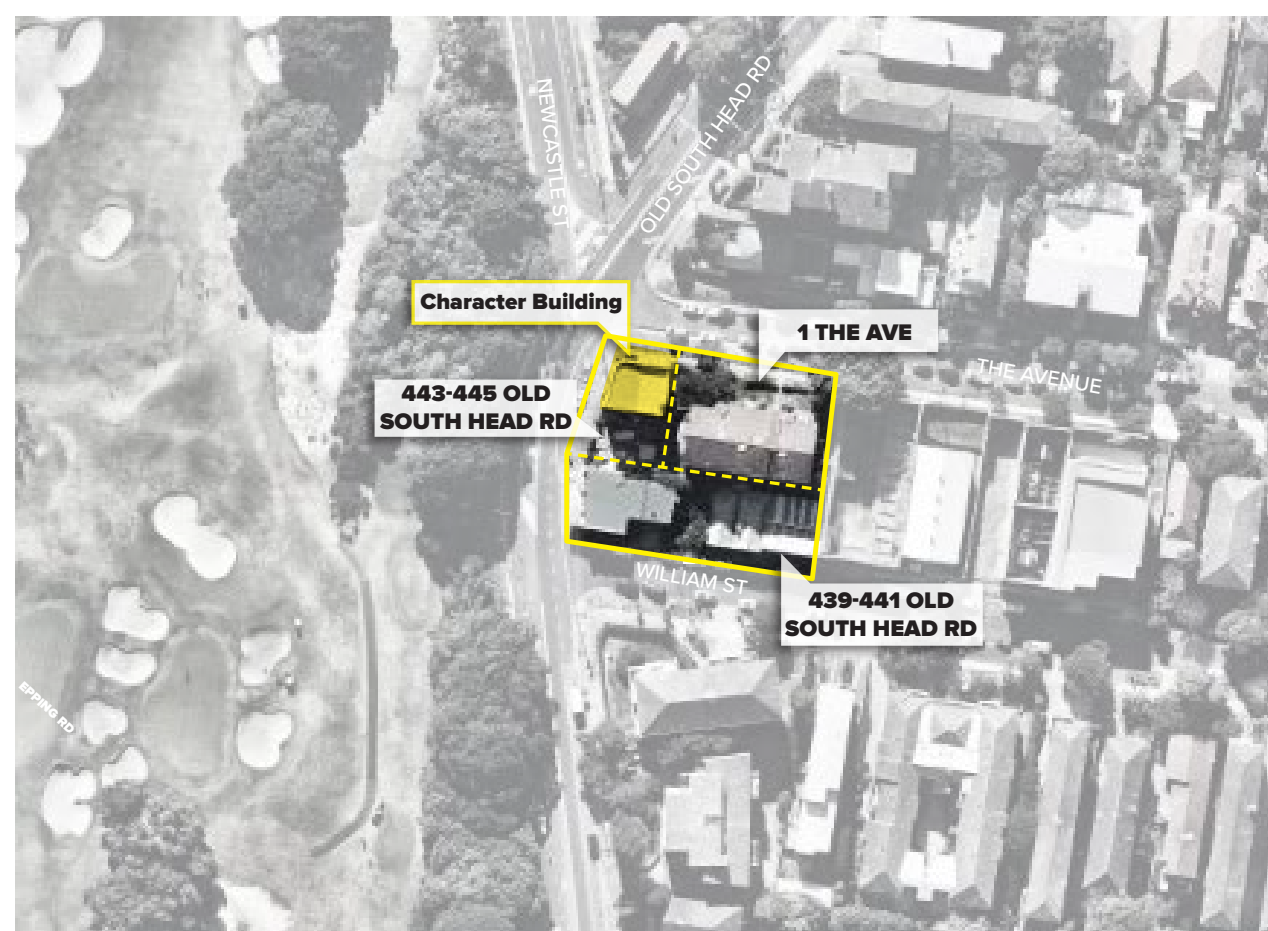 NEWCASTLE ST
OLD SOUTH HEAD RD
Character Building
1 THE AVE
THE AVENUE
443-445 OLD
SOUTH HEAD RD
WILLIAM ST
439-441 OLD
SOUTH HEAD RD
EPPING RD